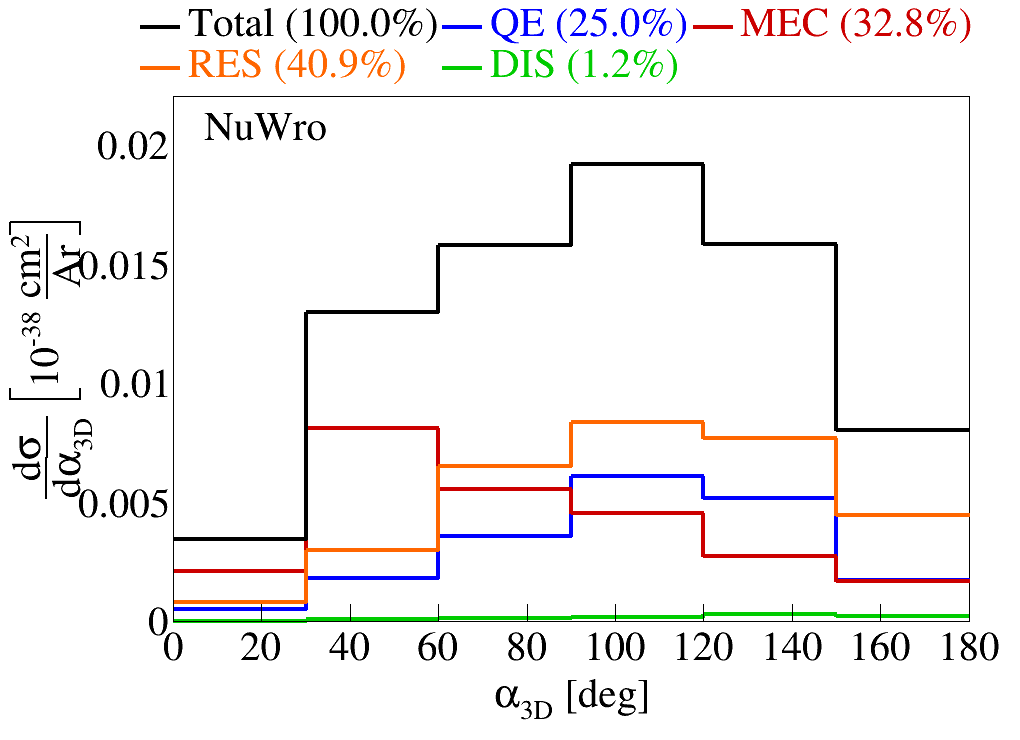 Total (100.0%) QE (25.0%) MEC (32.8%)
RES (40.9%) DIS (1.2%)
NuWro
0.02
0.015
0.01
0.005
0
0 20 40 60 80 100 120 140 160 180
α3D [deg]
dσ/dα3D [10-38 cm2/Ar]